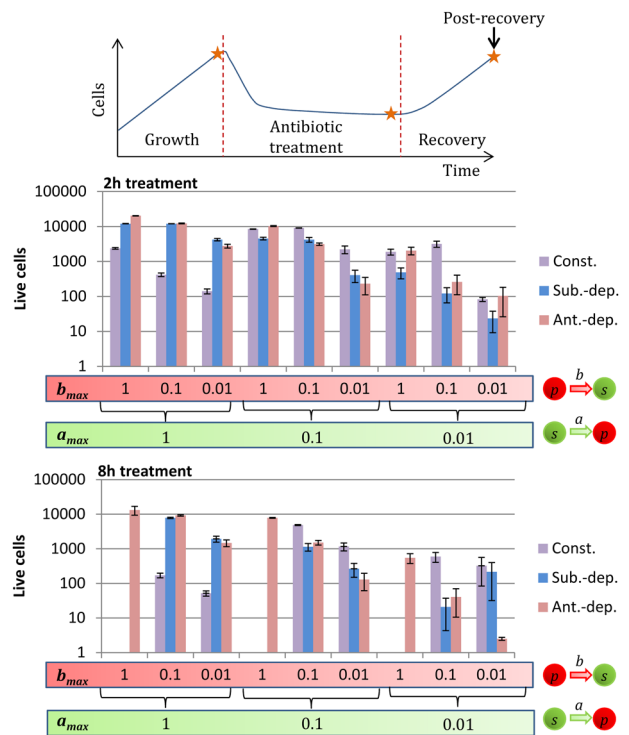 Post-recovery
Cells
Growth
Antibiotic
treatment
Recovery
Time
2h treatment
Live cells
100000
10000
1000
100
10
1
Const.
Sub.-dep.
Ant.-dep.
b_max 1 0.1 0.01 1 0.1 0.01 1 0.1 0.01
p b s
a_max 1 0.1 0.01
s a p
8h treatment
Live cells
100000
10000
1000
100
10
1
Const.
Sub.-dep.
Ant.-dep.
b_max 1 0.1 0.01 1 0.1 0.01 1 0.1 0.01
p b s
a_max 1 0.1 0.01
s a p